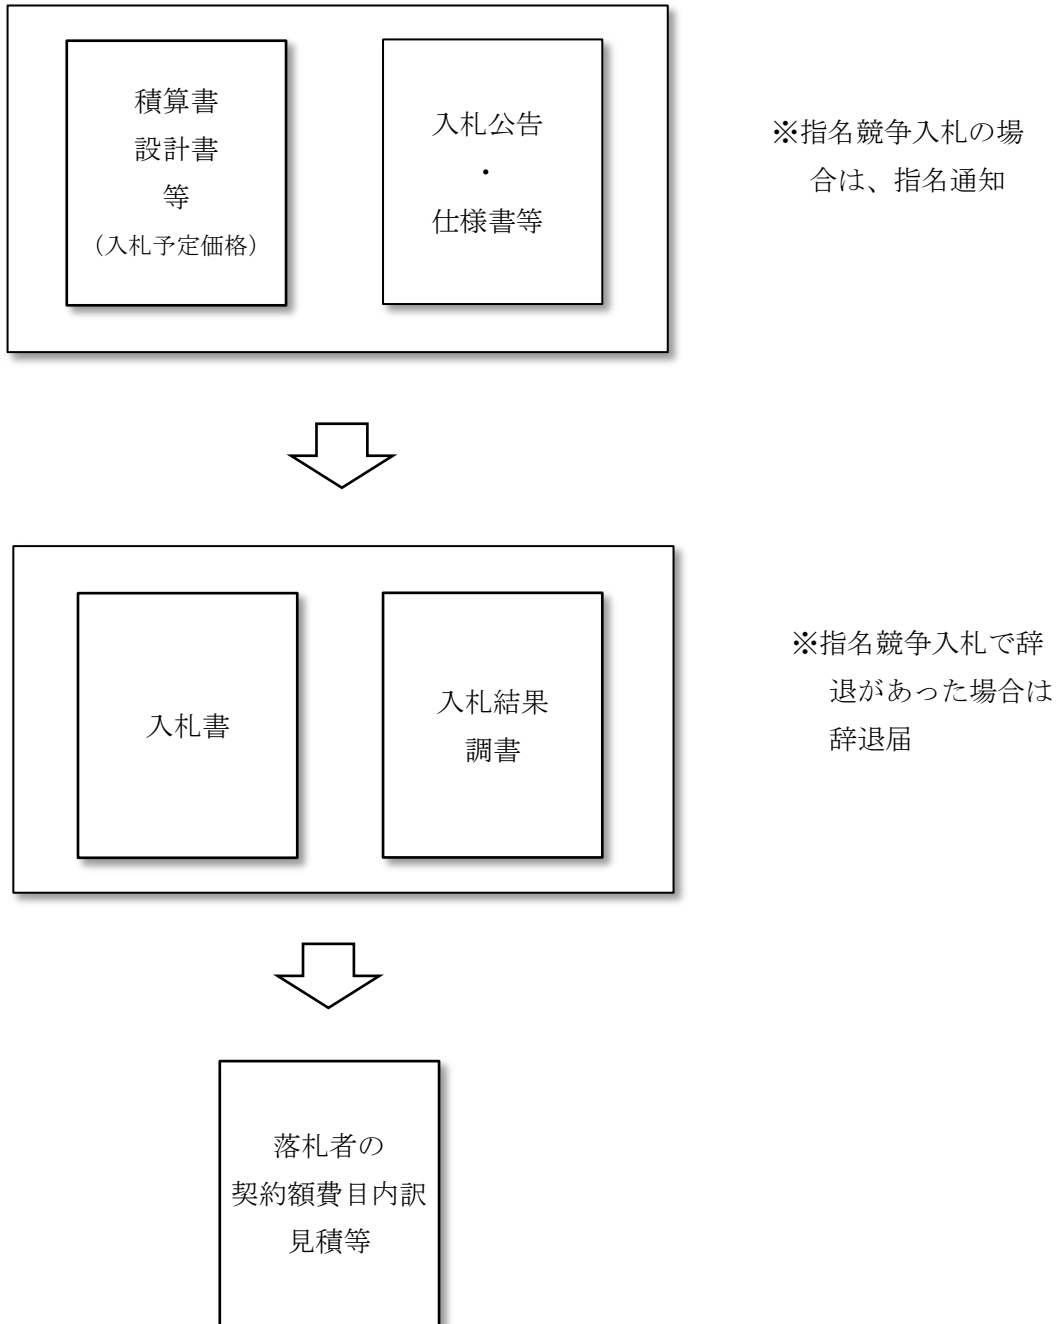 積算書
設計書
等
（入札予定価格）
入札公告
・
仕様書等
※指名競争入札の場
合は、指名通知
入札書
入札結果
調書
※指名競争入札で辞
退があった場合は
辞退届
落札者の
契約額費目内訳
見積等